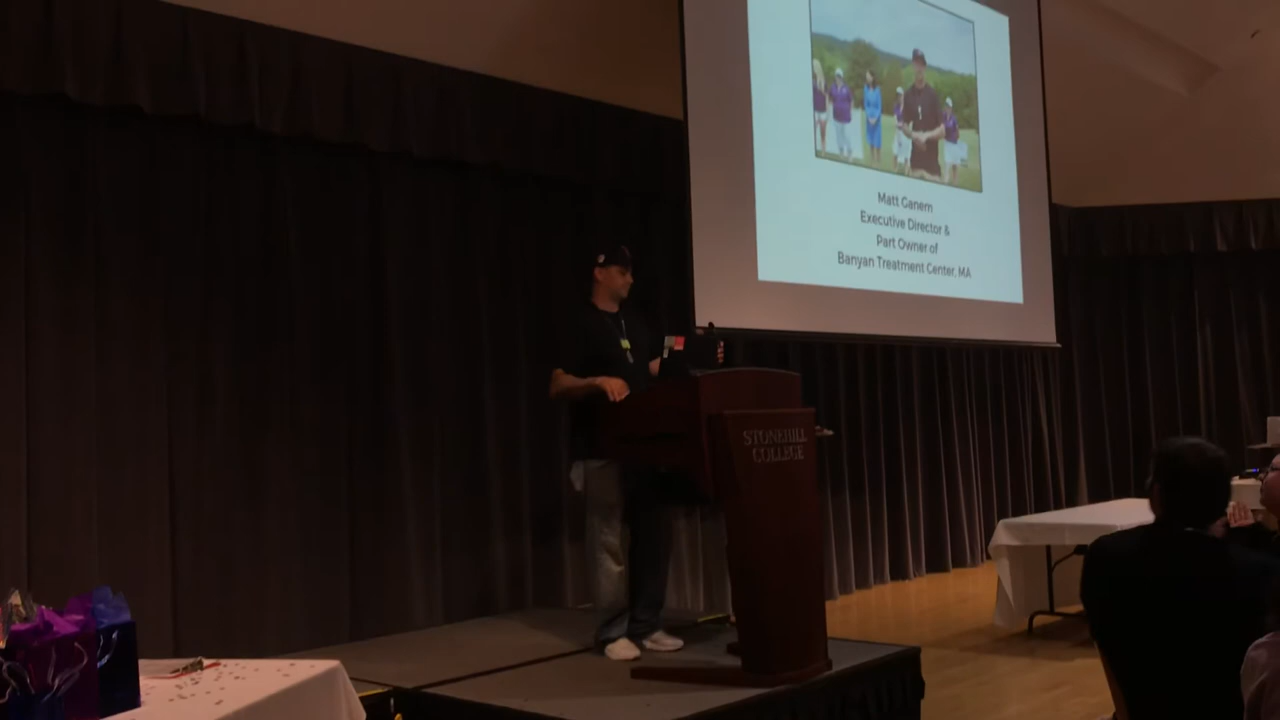 Matt Ganem
Executive Director &
Part Owner of
Banyan Treatment Center, MA
STONEHILL
COLLEGE